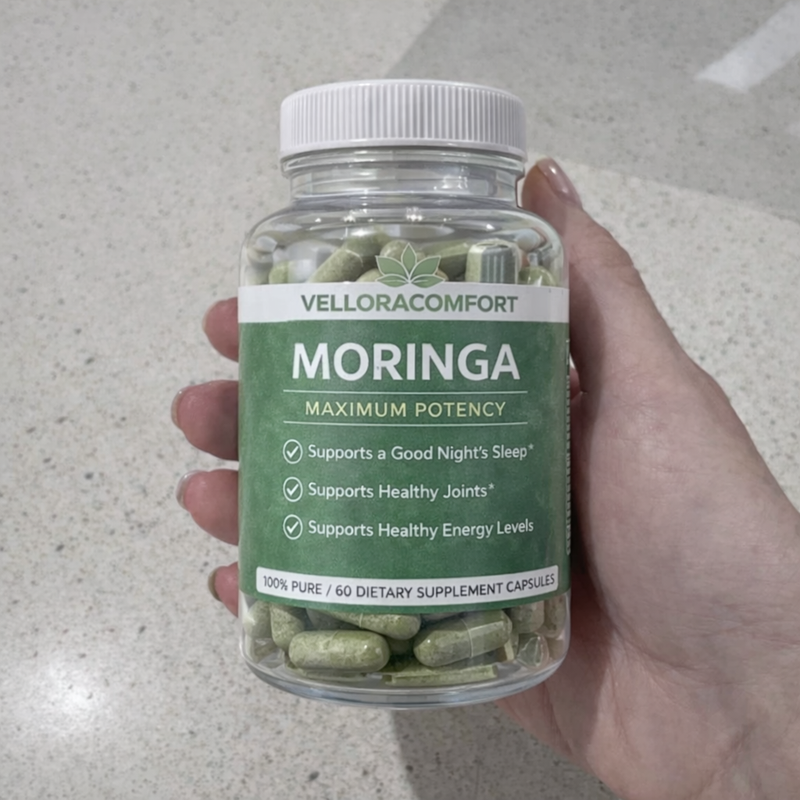 VELLORACOMFORT
MORINGA
MAXIMUM POTENCY
Supports a Good Night's Sleep*
Supports Healthy Joints*
Supports Healthy Energy Levels
100% PURE / 60 DIETARY SUPPLEMENT CAPSULES